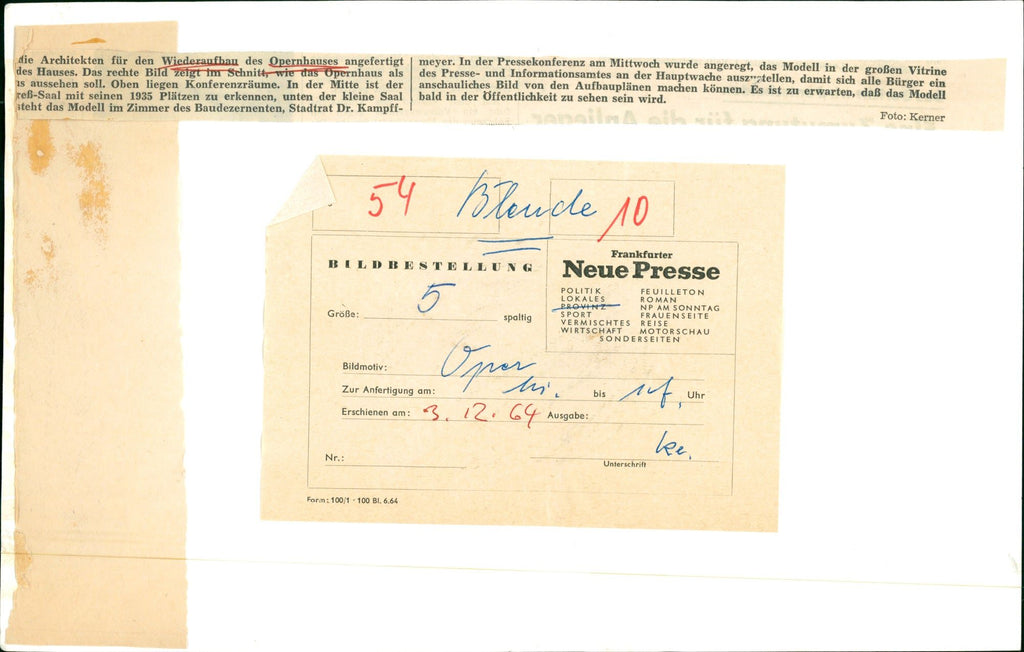 die Architekten für den Wiederaufbau des Opernhauses angefertigt
des Hauses. Das rechte Bild zeigt im Schnitt, wie das Opernhaus als
is aussehen soll. Oben liegen Konferenzräume. In der Mitte ist der
reß-Saal mit seinen 1935 Plätzen zu erkennen, unten der kleine Saal
steht das Modell im Zimmer des Baudezernenten, Stadtrat Dr. Kampff-
meyer. In der Pressekonferenz am Mittwoch wurde angeregt, das Modell in der großen Vitrine
des Presse- und Informationsamtes an der Hauptwache auszustellen, damit sich alle Bürger ein
anschauliches Bild von den Aufbauplänen machen können. Es ist zu erwarten, daß das Modell
bald in der Öffentlichkeit zu sehen sein wird.
Foto: Kerner
54 Blende 10
BILDBESTELLUNG
Größe: 5 spaltig
Frankfurter
Neue Presse
POLITIK FEUILLETON
LOKALES ROMAN
PROVINZ NP AM SONNTAG
SPORT FRAUENSEITE
VERMISCHTES REISE
WIRTSCHAFT MOTORSCHAU
SONDERSEITEN
Bildmotiv: Oper
Zur Anfertigung am: bis Uhr
Erschienen am: 3.12.64 Ausgabe:
ke.
Nr.:
Unterschrift
Form: 100/1 · 100 Bl. 6.64